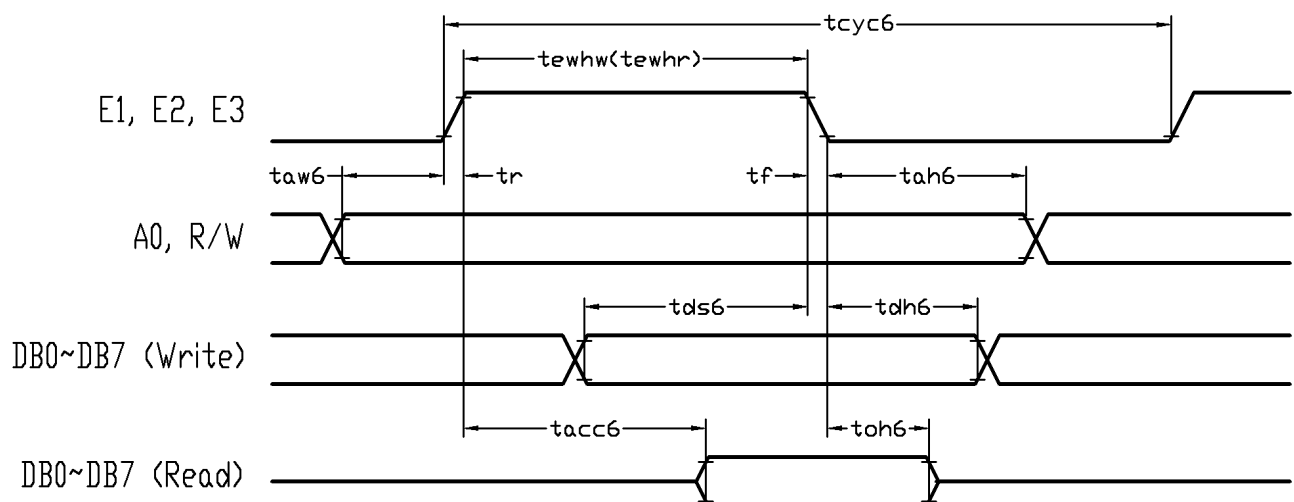 tcyc6
tewhw(tewhr)
E1, E2, E3
taw6 tr tf tah6
A0, R/W
tds6 tdh6
DB0~DB7 (Write)
tacc6 toh6
DB0~DB7 (Read)